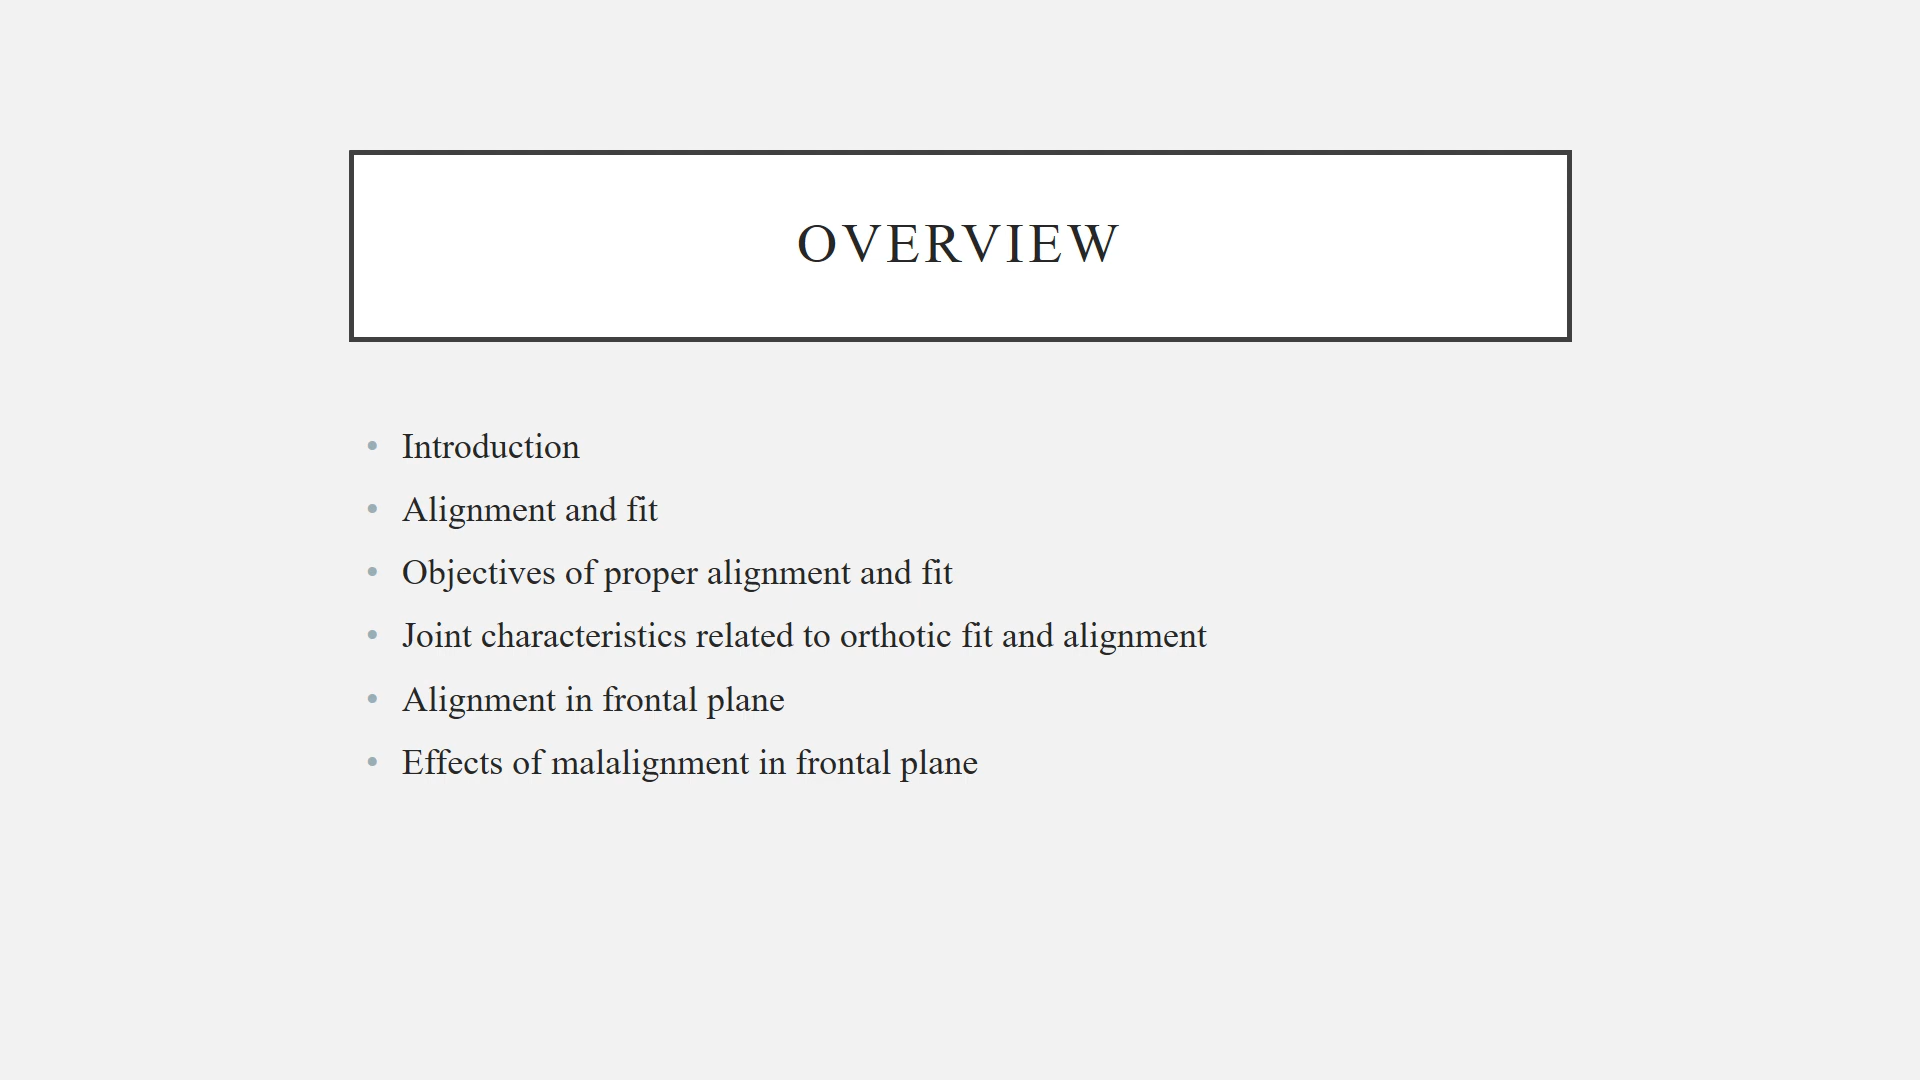 OVERVIEW
• Introduction
• Alignment and fit
• Objectives of proper alignment and fit
• Joint characteristics related to orthotic fit and alignment
• Alignment in frontal plane
• Effects of malalignment in frontal plane